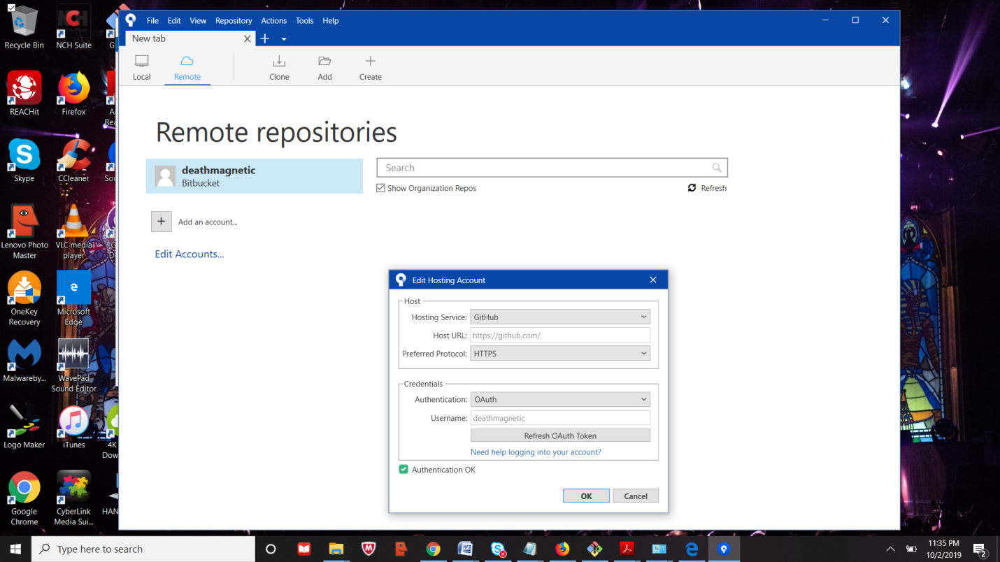 File Edit View Repository Actions Tools Help
New tab
Local Remote Clone Add Create
Remote repositories
deathmagnetic
Bitbucket
Search
Show Organization Repos
Refresh
Add an account...
Edit Accounts...
Edit Hosting Account
Host
Hosting Service: GitHub
Host URL: https://github.com/
Preferred Protocol: HTTPS
Credentials
Authentication: OAuth
Username: deathmagnetic
Refresh OAuth Token
Need help logging into your account?
Authentication OK
OK Cancel
Recycle Bin
NCH
NCH Suite
REACHit
Firefox
Skype
CCleaner
Lenovo Photo
Master
VLC media
player
OneKey
Recovery
Microsoft
Edge
Malwareby...
WavePad
Sound Editor
Logo Maker
iTunes
4K
Google
Chrome
CyberLink
Media Sui...
Type here to search
11:35 PM
10/2/2019
2